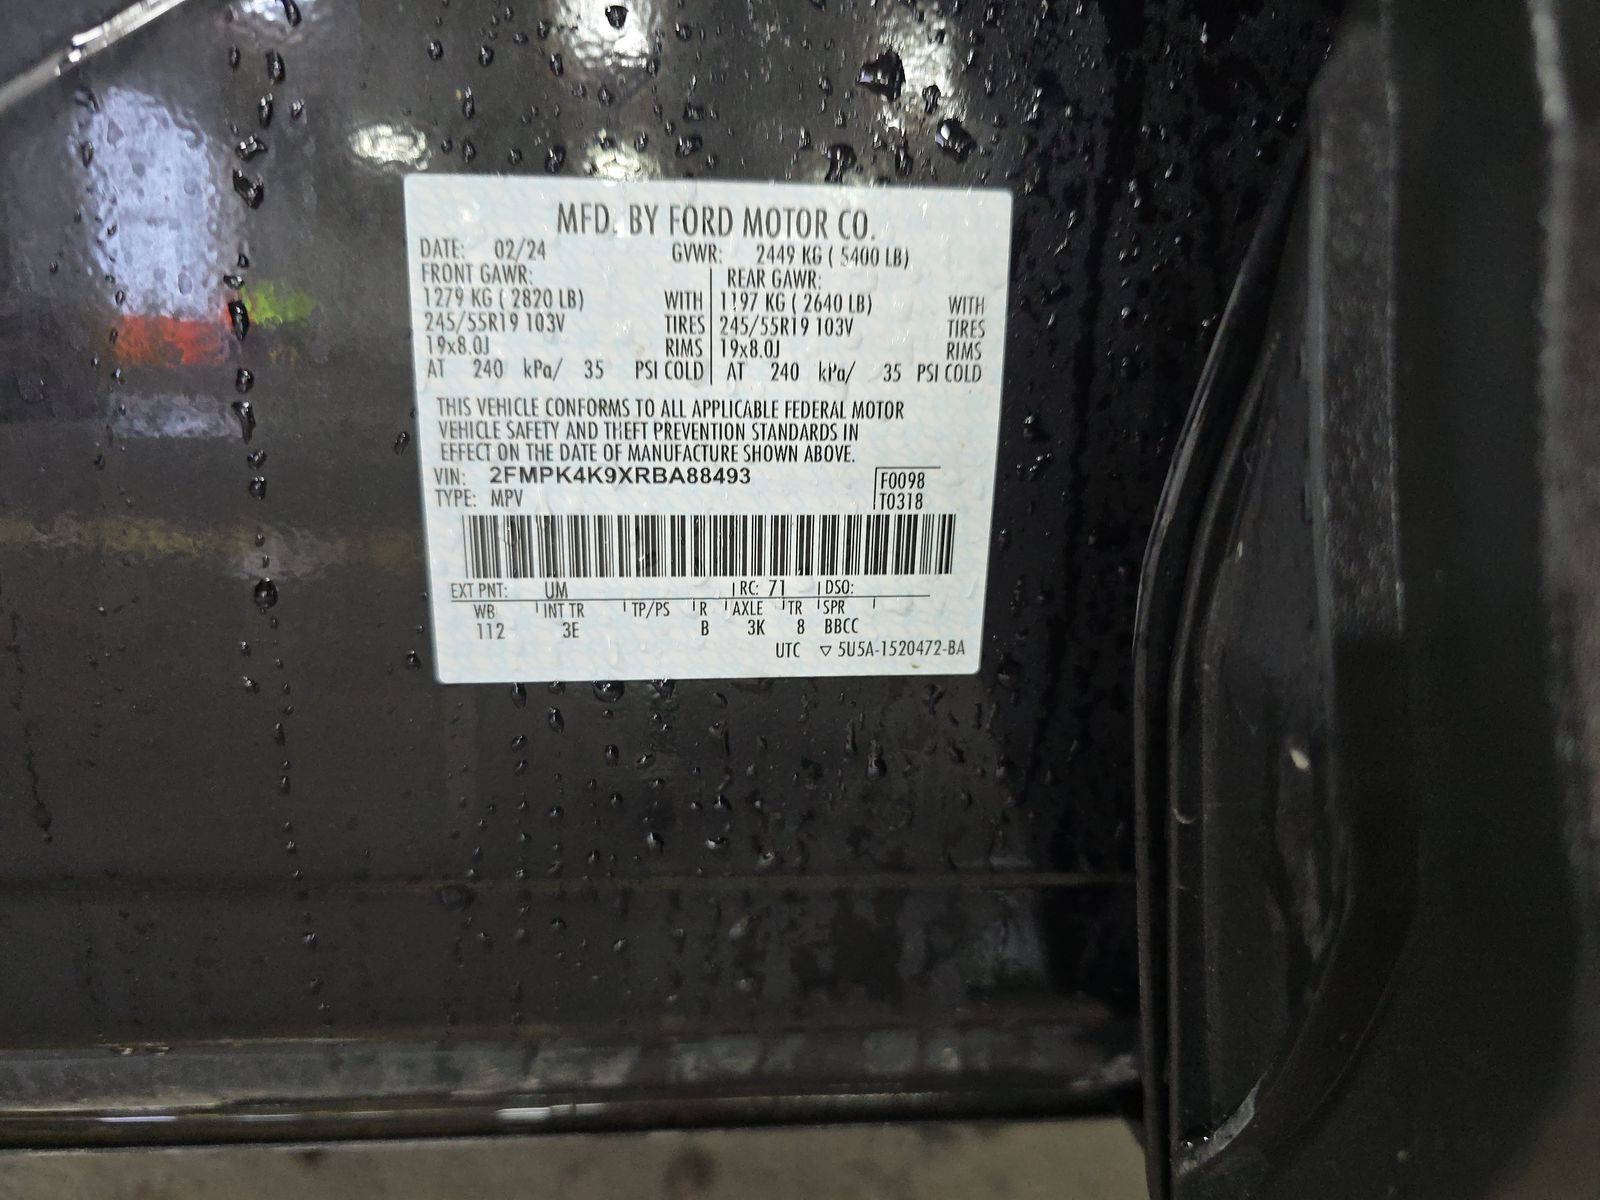 MFD. BY FORD MOTOR CO.
DATE: 02/24 GVWR: 2449 KG ( 5400 LB)
FRONT GAWR: REAR GAWR:
1279 KG ( 2820 LB) WITH 1197 KG ( 2640 LB) WITH
245/55R19 103V TIRES 245/55R19 103V TIRES
19x8.0J RIMS 19x8.0J RIMS
AT 240 kPa/ 35 PSI COLD AT 240 kPa/ 35 PSI COLD
THIS VEHICLE CONFORMS TO ALL APPLICABLE FEDERAL MOTOR
VEHICLE SAFETY AND THEFT PREVENTION STANDARDS IN
EFFECT ON THE DATE OF MANUFACTURE SHOWN ABOVE.
VIN: 2FMPK4K9XRBA88493 F0098
TYPE: MPV T0318
EXT PNT: UM RC: 71 DSO:
WB INT TR TP/PS R AXLE TR SPR
112 3E B 3K 8 BBCC
UTC ▽ 5U5A-1520472-BA